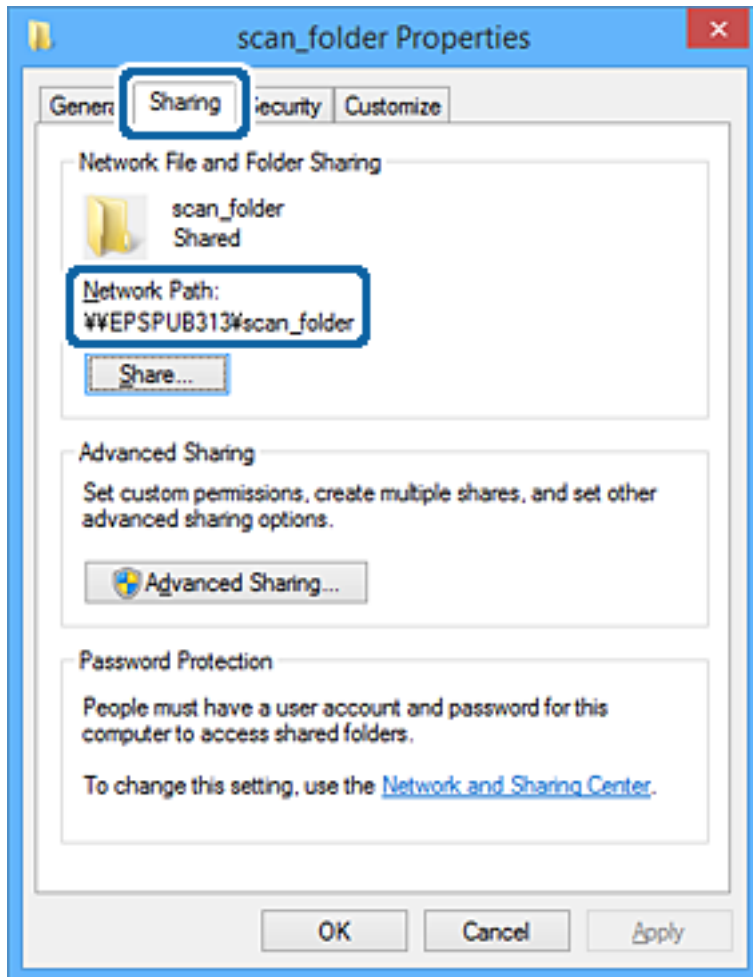 scan_folder Properties
Genera Sharing ecurity Customize
Network File and Folder Sharing
scan_folder
Shared
Network Path:
¥¥EPSPUB313¥scan_folder
Share...
Advanced Sharing
Set custom permissions, create multiple shares, and set other
advanced sharing options.
Advanced Sharing...
Password Protection
People must have a user account and password for this
computer to access shared folders.
To change this setting, use the Network and Sharing Center.
OK Cancel Apply